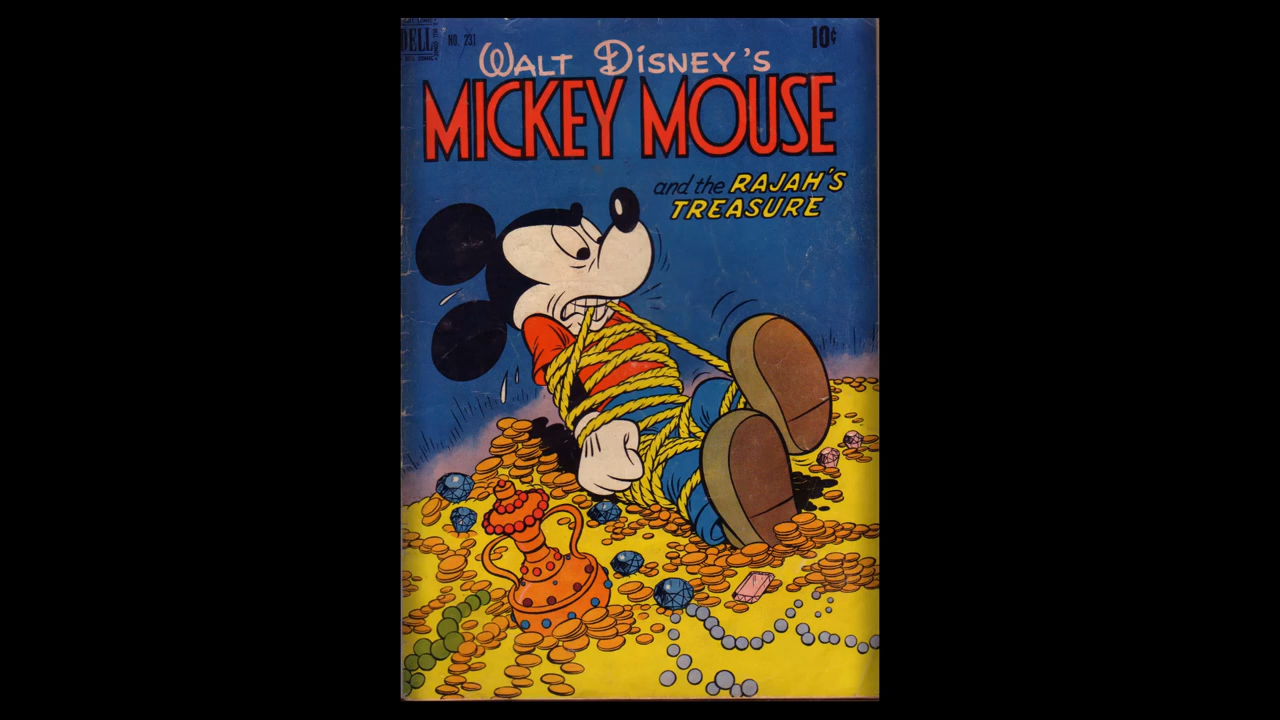 DELL
NO. 231
10¢
WALT DISNEY'S
MICKEY MOUSE
and the RAJAH'S
TREASURE